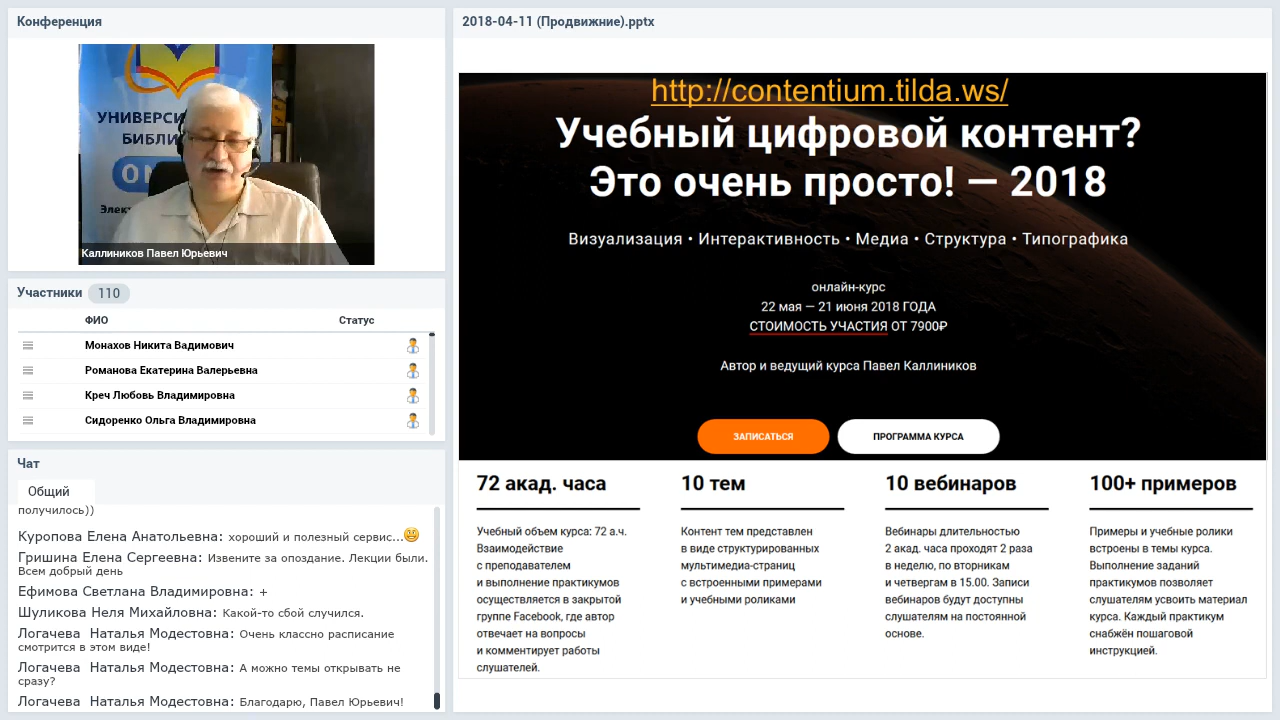 Конференция
УНИВЕРСИ
БИБЛИ
Элек
Каллиников Павел Юрьевич
Участники 110
ФИО Статус
Монахов Никита Вадимович
Романова Екатерина Валерьевна
Креч Любовь Владимировна
Сидоренко Ольга Владимировна
Чат
Общий
получилось))
Куропова Елена Анатольевна: хороший и полезный сервис...
Гришина Елена Сергеевна: Извените за опоздание. Лекции были.
Всем добрый день
Ефимова Светлана Владимировна: +
Шуликова Неля Михайловна: Какой-то сбой случился.
Логачева Наталья Модестовна: Очень классно расписание
смотрится в этом виде!
Логачева Наталья Модестовна: А можно темы открывать не
сразу?
Логачева Наталья Модестовна: Благодарю, Павел Юрьевич!
2018-04-11 (Продвижние).pptx
http://contentium.tilda.ws/
Учебный цифровой контент?
Это очень просто! — 2018
Визуализация • Интерактивность • Медиа • Структура • Типографика
онлайн-курс
22 мая — 21 июня 2018 ГОДА
СТОИМОСТЬ УЧАСТИЯ ОТ 7900₽
Автор и ведущий курса Павел Каллиников
ЗАПИСАТЬСЯ
ПРОГРАММА КУРСА
72 акад. часа
Учебный объем курса: 72 а.ч.
Взаимодействие
с преподавателем
и выполнение практикумов
осуществляется в закрытой
группе Facebook, где автор
отвечает на вопросы
и комментирует работы
слушателей.
10 тем
Контент тем представлен
в виде структурированных
мультимедиа-страниц
с встроенными примерами
и учебными роликами
10 вебинаров
Вебинары длительностью
2 акад. часа проходят 2 раза
в неделю, по вторникам
и четвергам в 15.00. Записи
вебинаров будут доступны
слушателям на постоянной
основе.
100+ примеров
Примеры и учебные ролики
встроены в темы курса.
Выполнение заданий
практикумов позволяет
слушателям усвоить материал
курса. Каждый практикум
снабжён пошаговой
инструкцией.